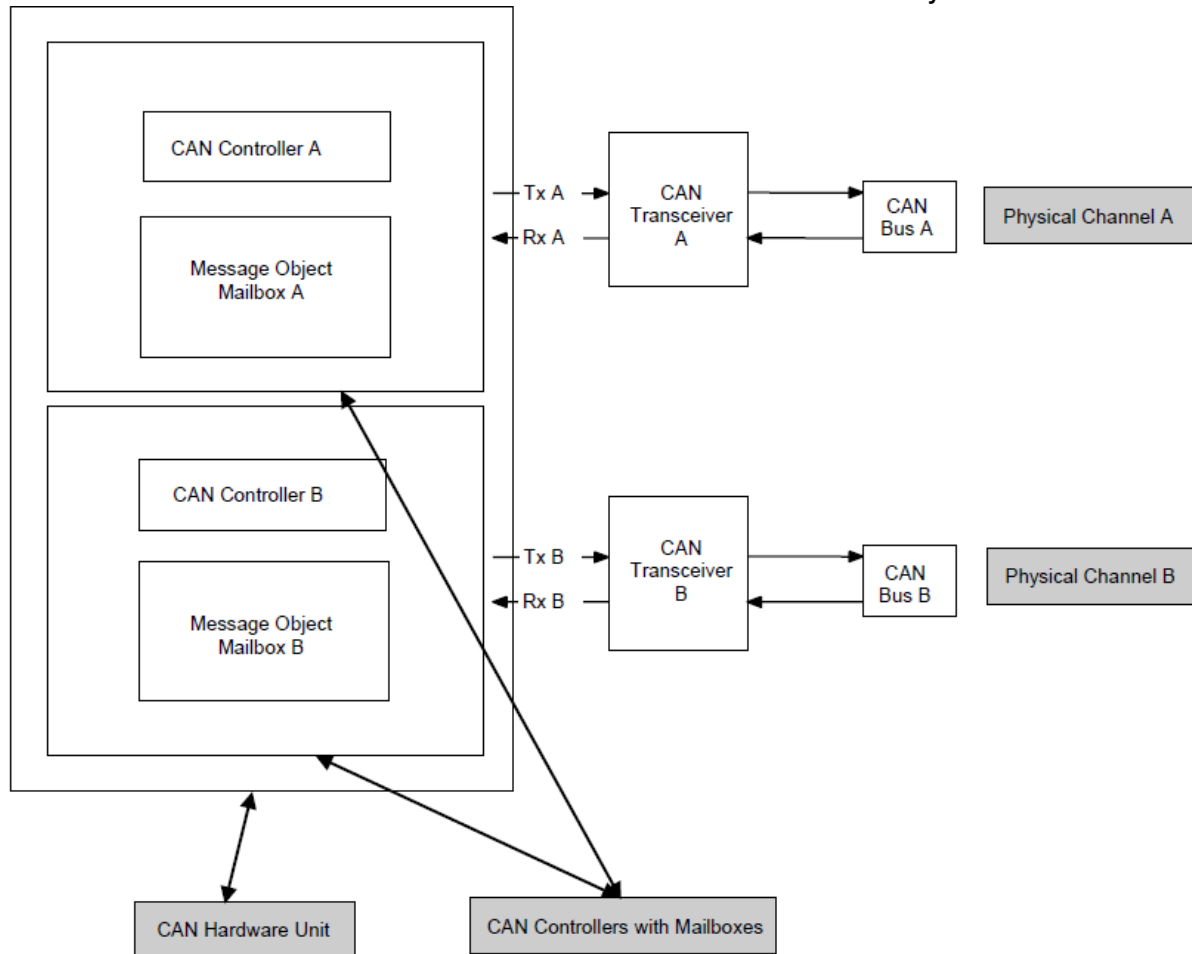 CAN Controller A
Message Object
Mailbox A
Tx A
Rx A
CAN
Transceiver
A
CAN
Bus A
Physical Channel A
CAN Controller B
Message Object
Mailbox B
Tx B
Rx B
CAN
Transceiver
B
CAN
Bus B
Physical Channel B
CAN Hardware Unit
CAN Controllers with Mailboxes